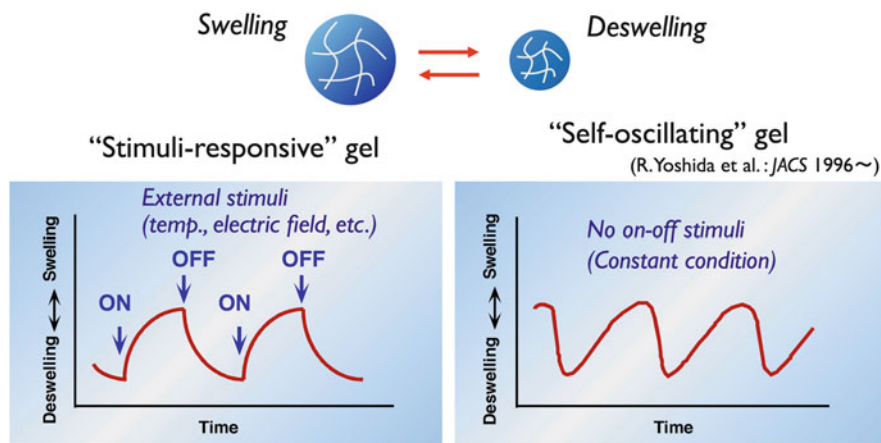 Swelling
Deswelling
“Stimuli-responsive” gel
“Self-oscillating” gel
(R.Yoshida et al. : JACS 1996～)
External stimuli
(temp., electric field, etc.)
OFF
OFF
ON
ON
Deswelling
Swelling
Time
No on-off stimuli
(Constant condition)
Deswelling
Swelling
Time